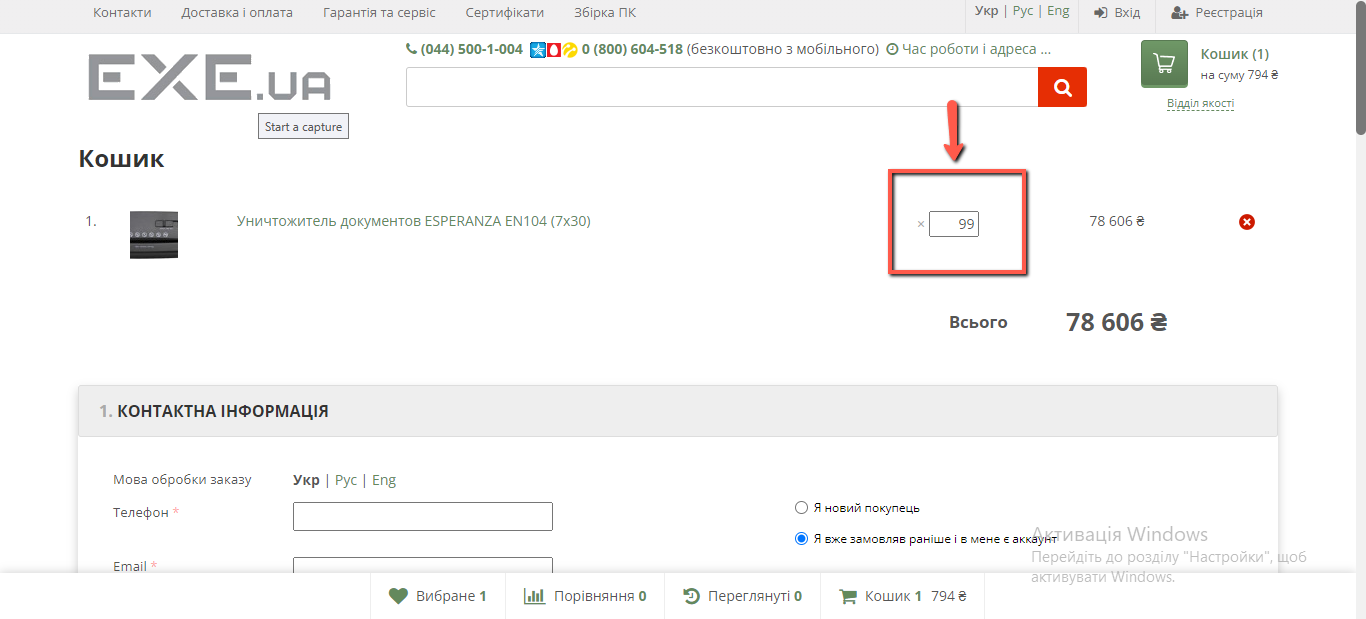 Контакти Доставка і оплата Гарантія та сервіс Сертифікати Збірка ПК Укр | Рус | Eng Вхід Реєстрація
(044) 500-1-004 0 (800) 604-518 (безкоштовно з мобільного) Час роботи і адреса ...
Кошик (1)
на суму 794 ₴
Відділ якості
EXE.UA
Start a capture
Кошик
1. Уничтожитель документов ESPERANZA EN104 (7x30) × 99 78 606 ₴
Всього 78 606 ₴
1. КОНТАКТНА ІНФОРМАЦІЯ
Мова обробки заказу Укр | Рус | Eng
Телефон *
Я новий покупець
Я вже замовляв раніше і в мене є аккаунт
Email *
Активація Windows
Перейдіть до розділу "Настройки", щоб
активувати Windows.
Вибране 1 Порівняння 0 Переглянуті 0 Кошик 1 794 ₴